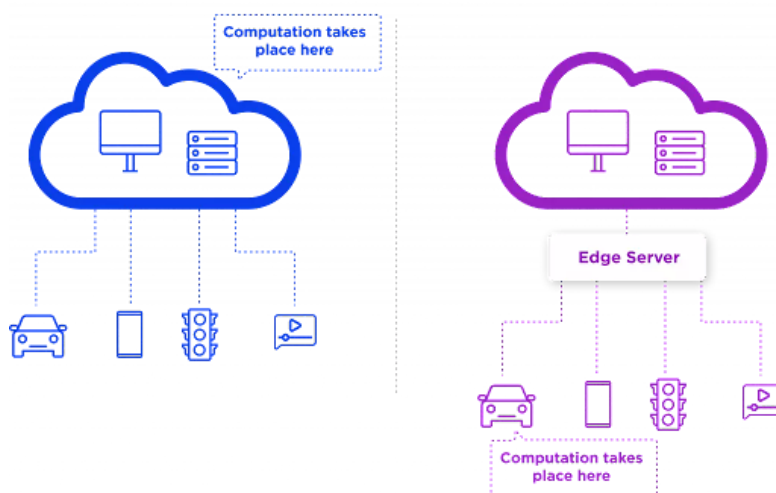 Computation takes
place here
Edge Server
Computation takes
place here